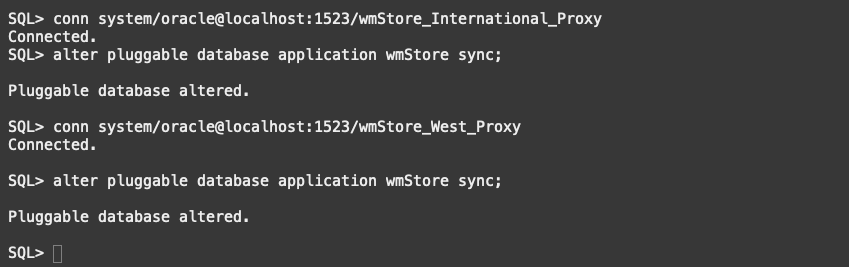 SQL> conn system/oracle@localhost:1523/wmStore_International_Proxy
Connected.
SQL> alter pluggable database application wmStore sync;
Pluggable database altered.
SQL> conn system/oracle@localhost:1523/wmStore_West_Proxy
Connected.
SQL> alter pluggable database application wmStore sync;
Pluggable database altered.
SQL>